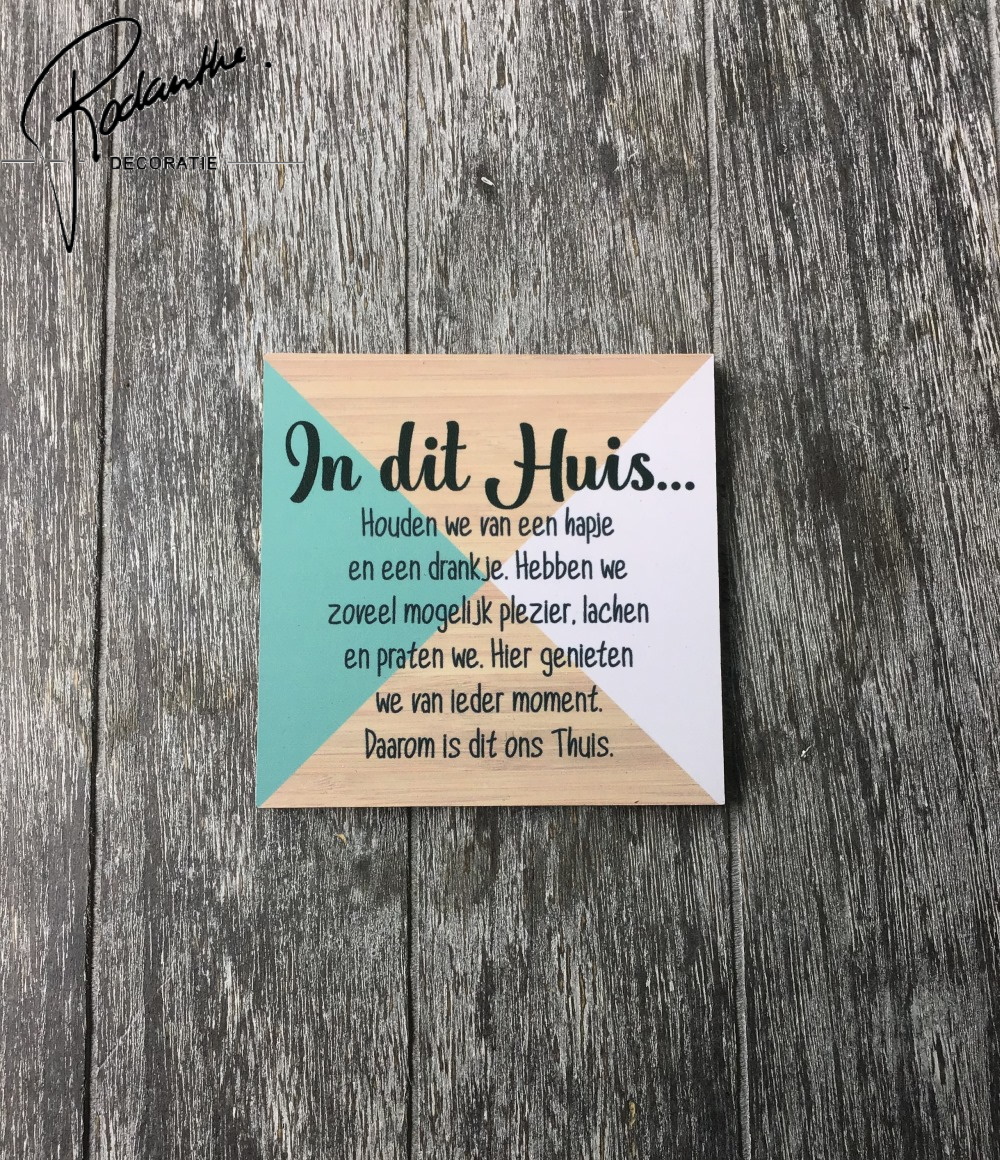 Rodanthe.
DECORATIE
In dit Huis...
Houden we van een hapje
en een drankje. Hebben we
zoveel mogelijk plezier, lachen
en praten we. Hier genieten
we van ieder moment.
Daarom is dit ons Thuis.